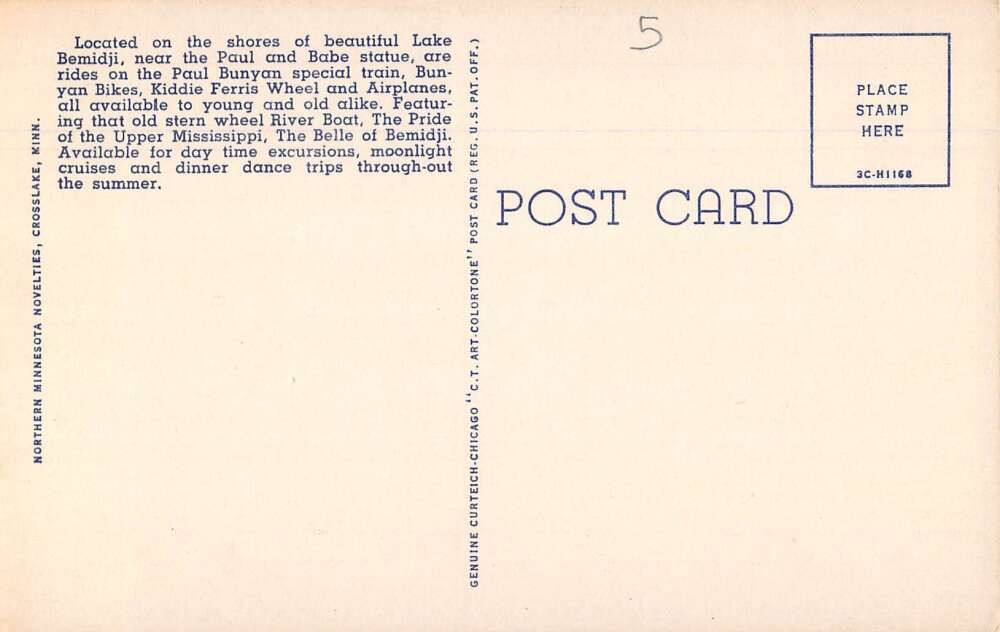 Located on the shores of beautiful Lake
Bemidji, near the Paul and Babe statue, are
rides on the Paul Bunyan special train, Bun-
yan Bikes, Kiddie Ferris Wheel and Airplanes,
all available to young and old alike. Featur-
ing that old stern wheel River Boat, The Pride
of the Upper Mississippi, The Belle of Bemidji.
Available for day time excursions, moonlight
cruises and dinner dance trips through-out
the summer.
NORTHERN MINNESOTA NOVELTIES, CROSSLAKE, MINN.
GENUINE CURTEICH-CHICAGO "C.T. ART-COLORTONE" POST CARD (REG. U.S. PAT. OFF.)
5
POST CARD
PLACE
STAMP
HERE
3C-H1168